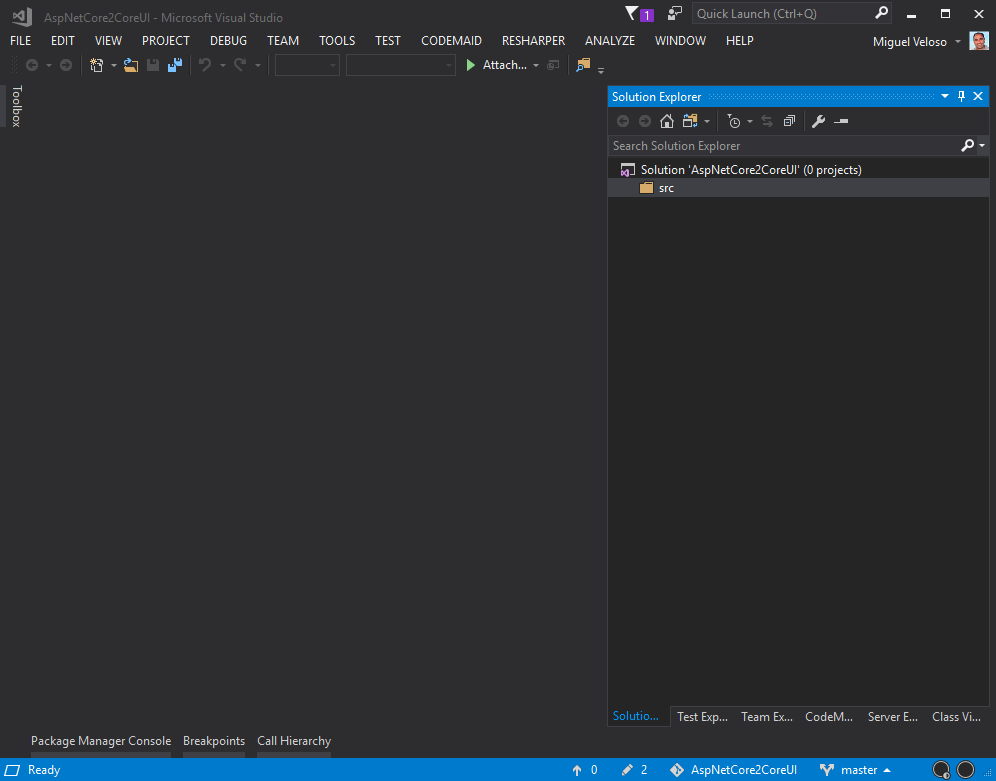 AspNetCore2CoreUI - Microsoft Visual Studio
1
Quick Launch (Ctrl+Q)
FILE EDIT VIEW PROJECT DEBUG TEAM TOOLS TEST CODEMAID RESHARPER ANALYZE WINDOW HELP Miguel Veloso
Attach...
Toolbox
Solution Explorer
Search Solution Explorer
Solution 'AspNetCore2CoreUI' (0 projects)
src
Solutio... Test Exp... Team Ex... CodeM... Server E... Class Vi...
Package Manager Console Breakpoints Call Hierarchy
Ready 0 2 AspNetCore2CoreUI master